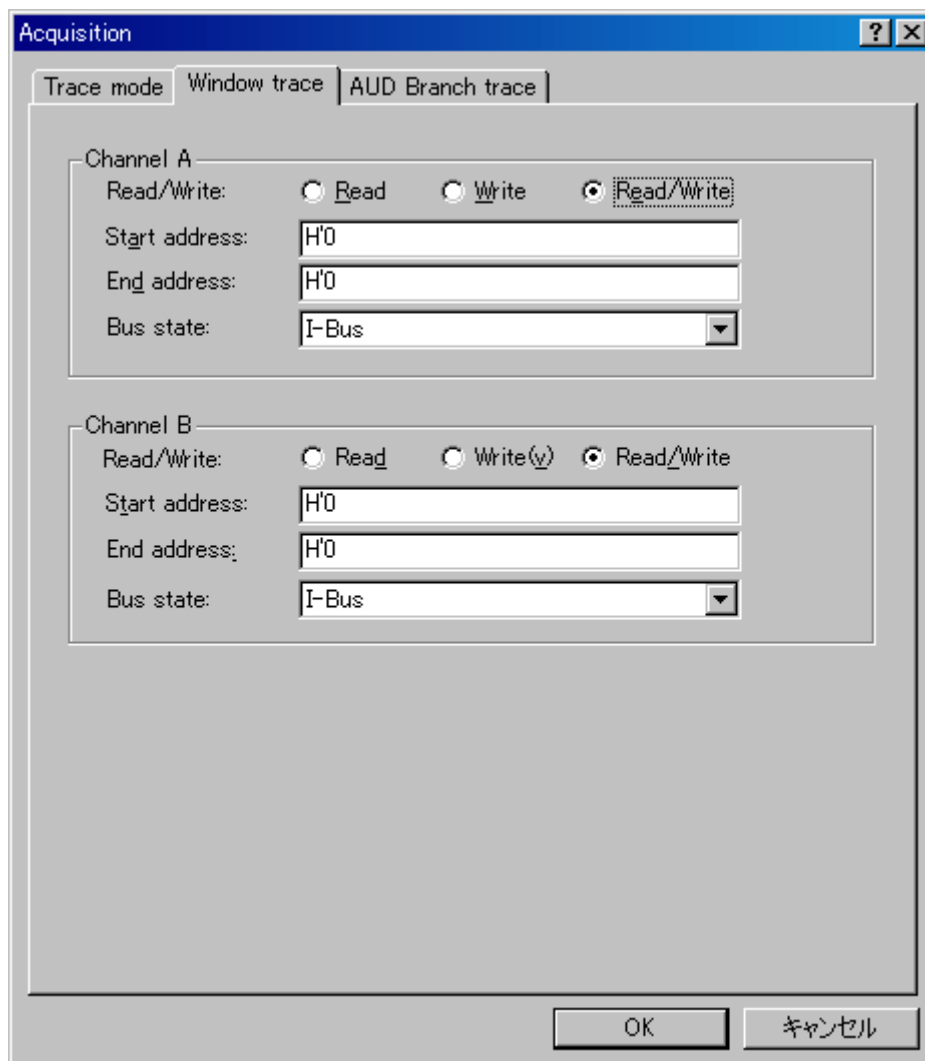 Acquisition
Trace mode Window trace AUD Branch trace
Channel A
Read/Write: Read Write Read/Write
Start address: H'0
End address: H'0
Bus state: I-Bus
Channel B
Read/Write: Read Write(v) Read/Write
Start address: H'0
End address: H'0
Bus state: I-Bus
OK キャンセル